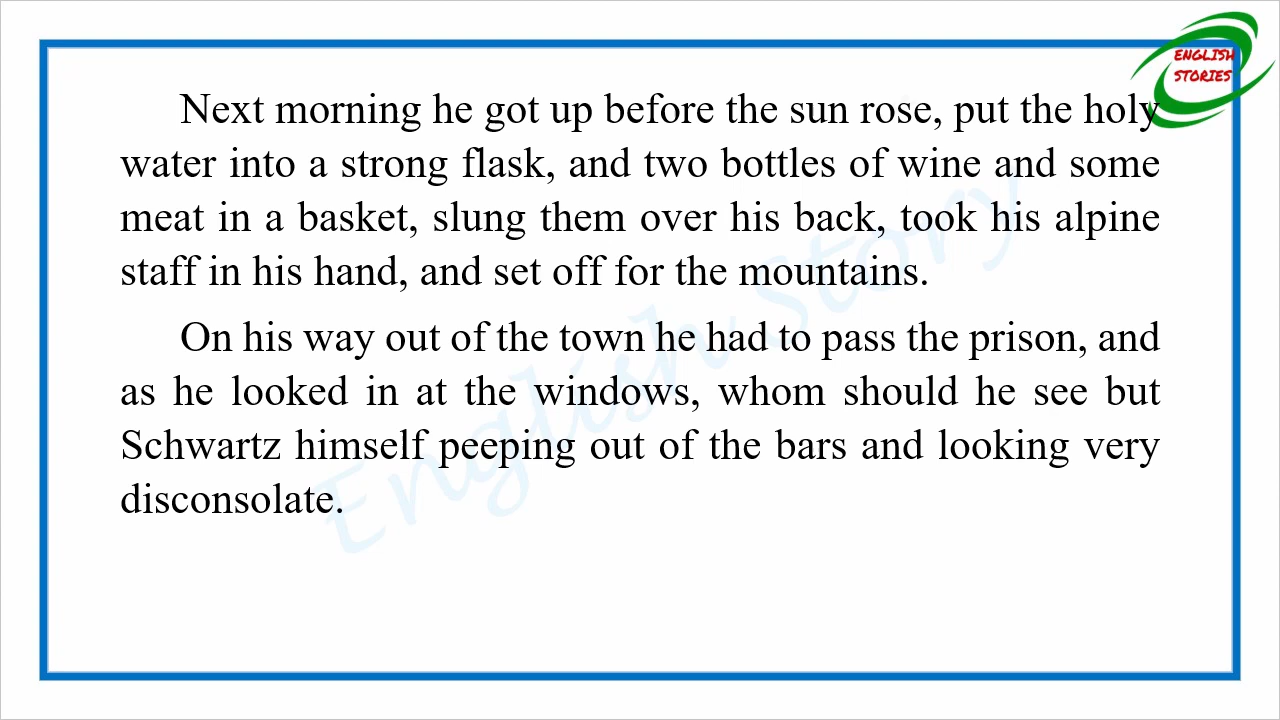 ENGLISH
STORIES
Next morning he got up before the sun rose, put the holy
water into a strong flask, and two bottles of wine and some
meat in a basket, slung them over his back, took his alpine
staff in his hand, and set off for the mountains.
On his way out of the town he had to pass the prison, and
as he looked in at the windows, whom should he see but
Schwartz himself peeping out of the bars and looking very
disconsolate.
English Story